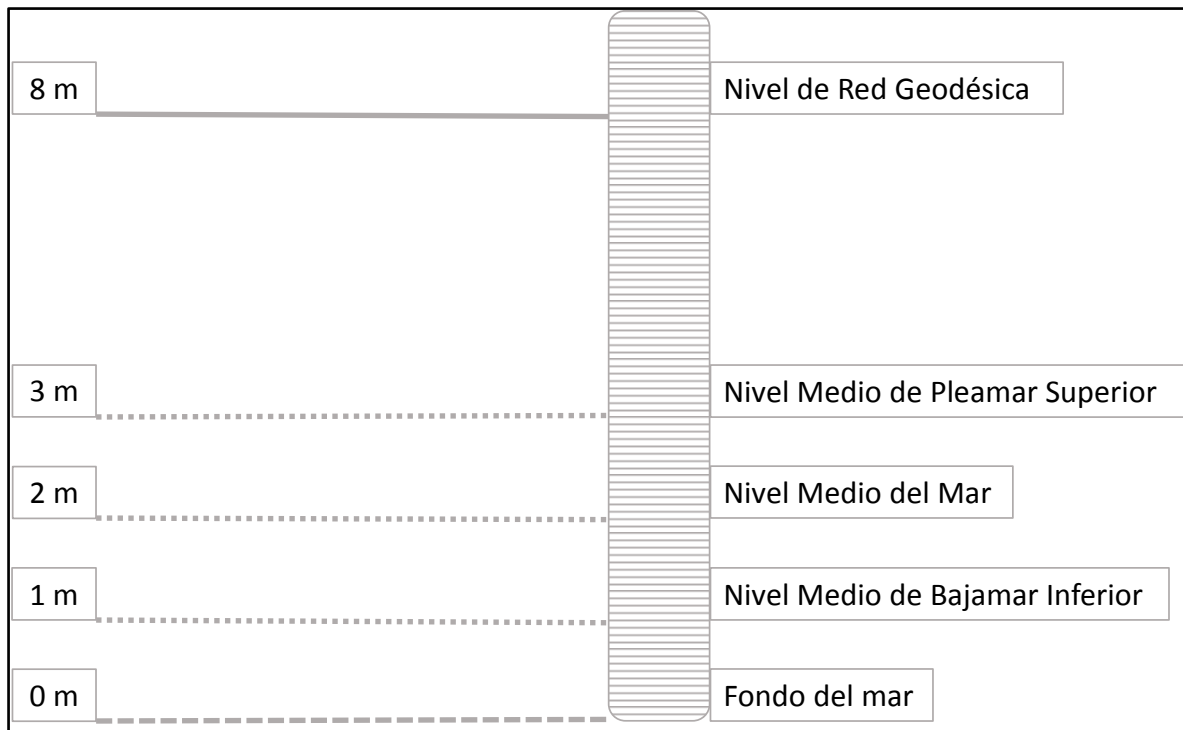 8 m
Nivel de Red Geodésica
3 m
Nivel Medio de Pleamar Superior
2 m
Nivel Medio del Mar
1 m
Nivel Medio de Bajamar Inferior
0 m
Fondo del mar